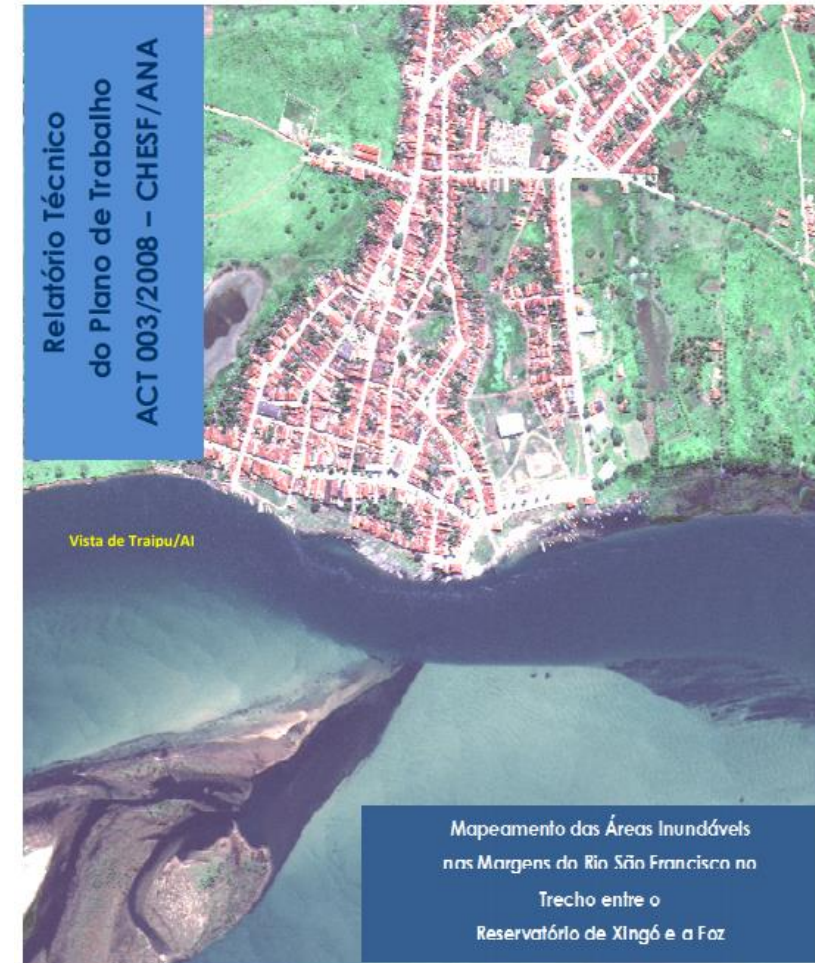 Relatório Técnico
do Plano de Trabalho
ACT 003/2008 – CHESF/ANA
Vista de Traipu/Al
Mapeamento das Áreas Inundáveis
nas Margens do Rio São Francisco no
Trecho entre o
Reservatório de Xingó e a Foz